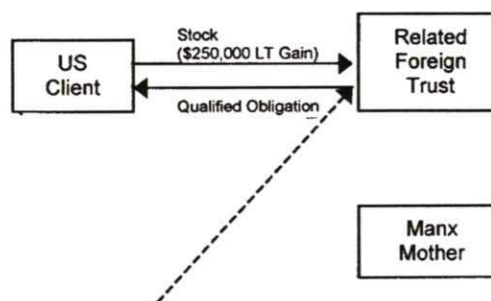 US
Client
Stock
($250,000 LT Gain)
Qualified Obligation
Related
Foreign
Trust
Manx
Mother